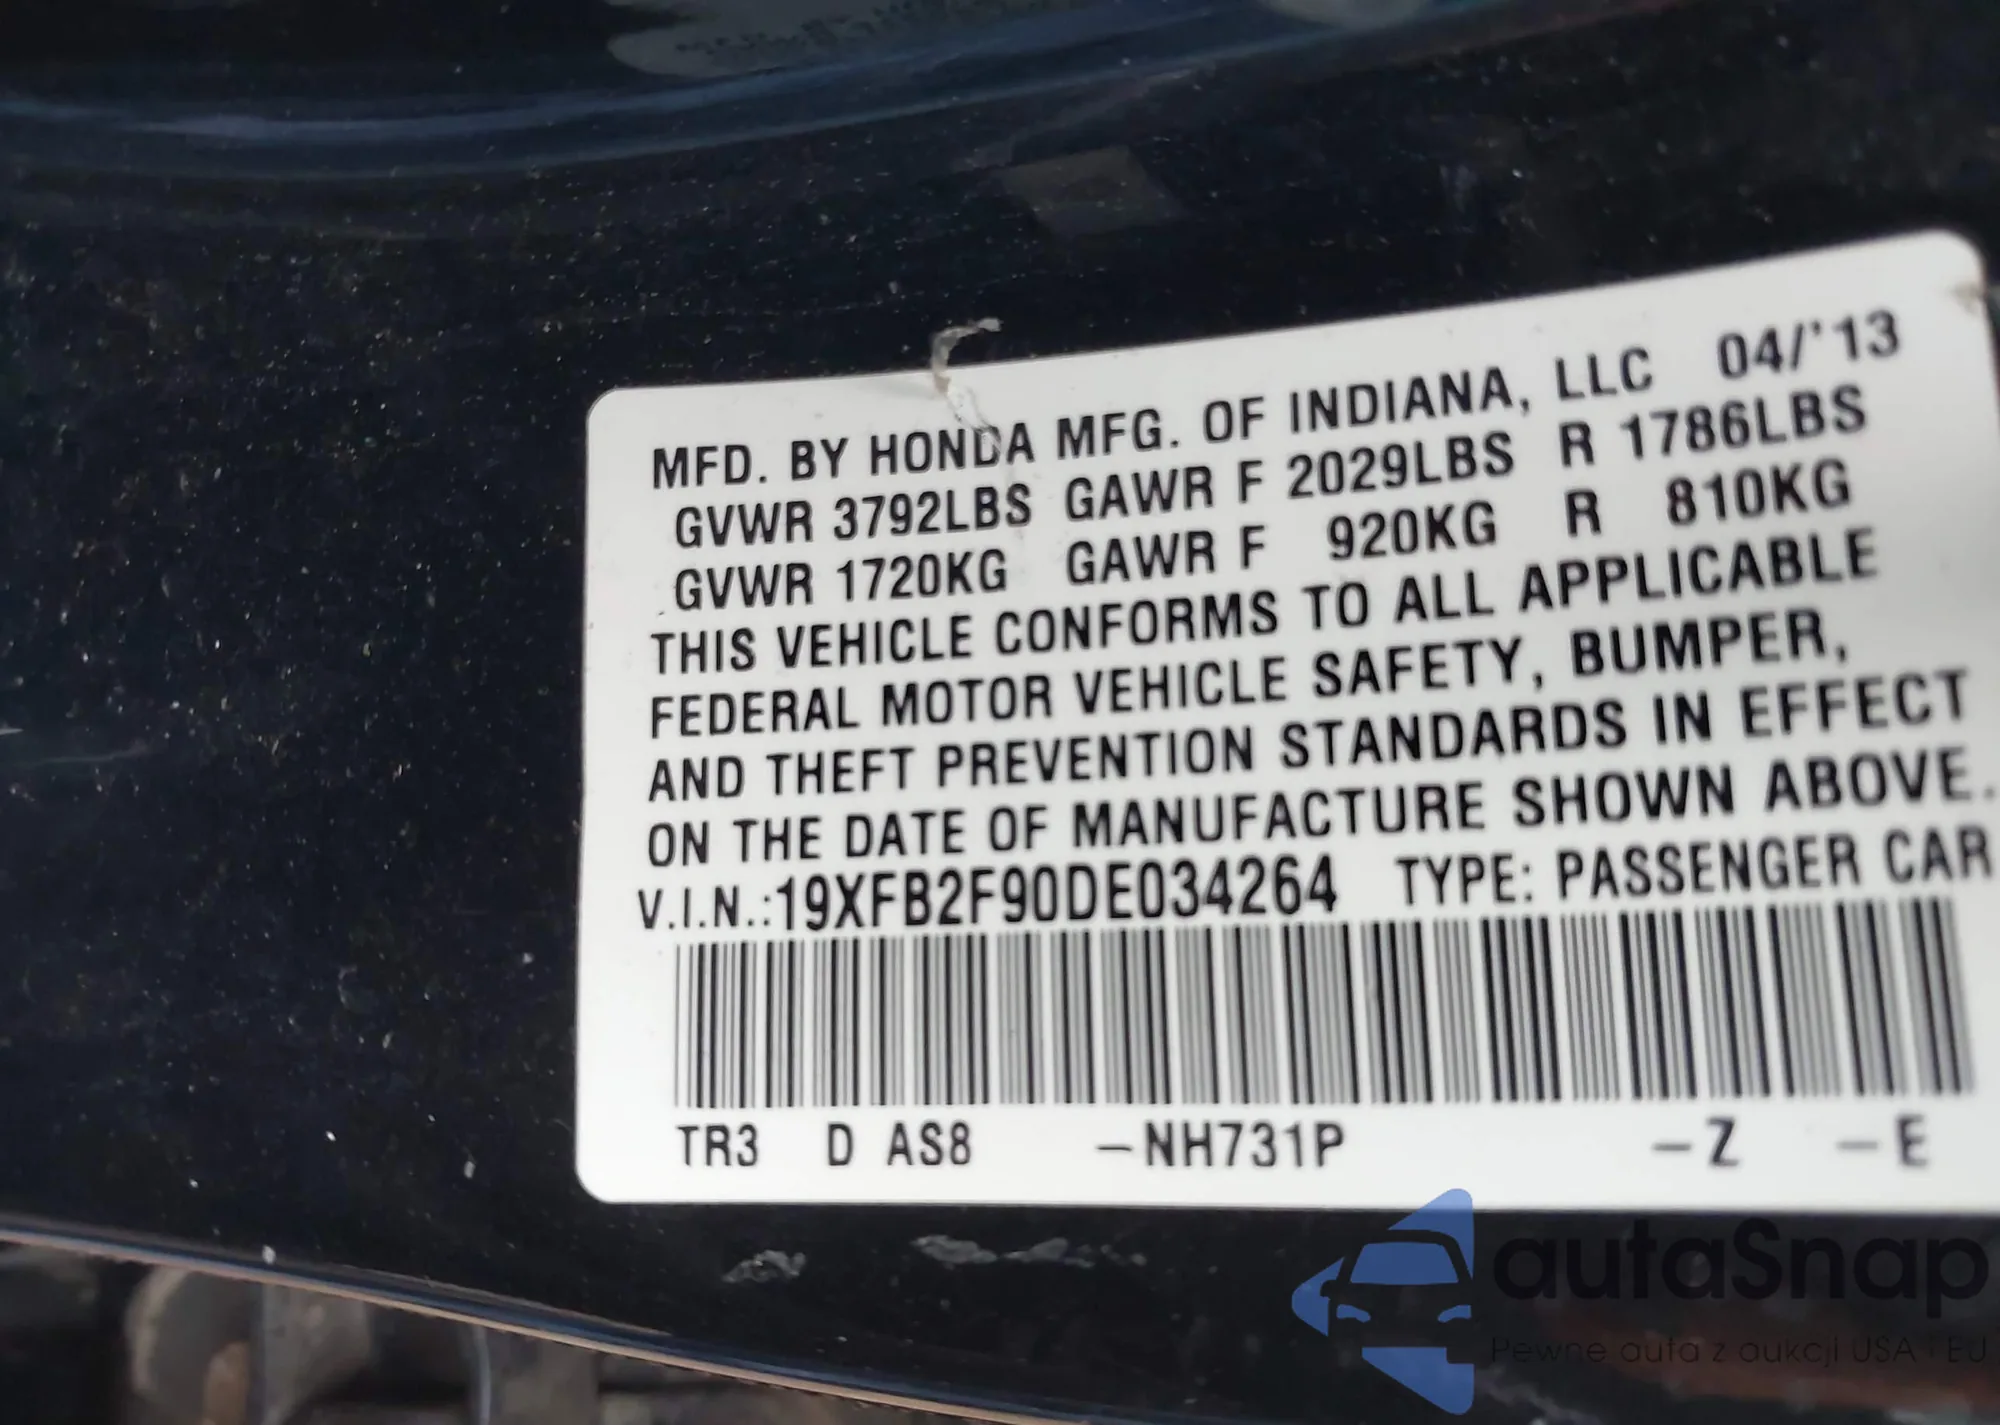 MFD. BY HONDA MFG. OF INDIANA, LLC 04/'13
GVWR 3792LBS GAWR F 2029LBS R 1786LBS
GVWR 1720KG GAWR F 920KG R 810KG
THIS VEHICLE CONFORMS TO ALL APPLICABLE
FEDERAL MOTOR VEHICLE SAFETY, BUMPER,
AND THEFT PREVENTION STANDARDS IN EFFECT
ON THE DATE OF MANUFACTURE SHOWN ABOVE.
V.I.N.:19XFB2F90DE034264 TYPE: PASSENGER CAR
TR3 D AS8 -NH731P -Z -E
autaSnap
Pewne auta z aukcji USA i EU